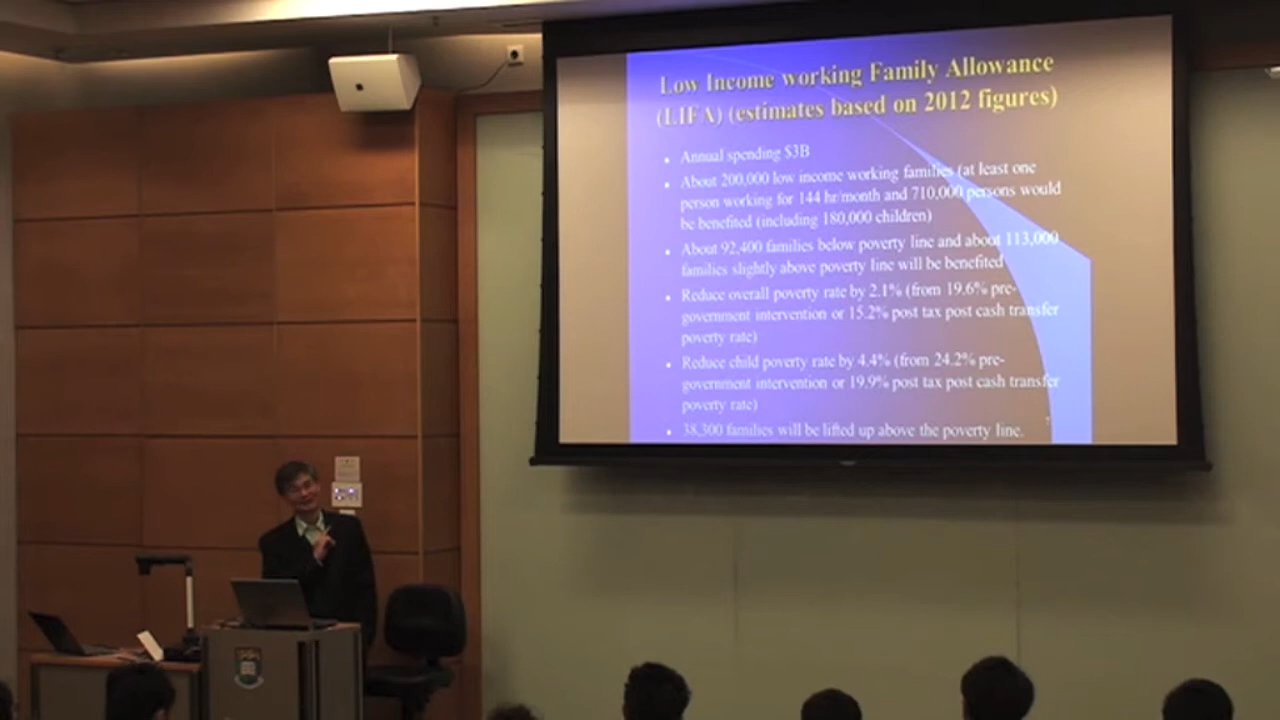 Low Income working Family Allowance
(LIFA) (estimates based on 2012 figures)
• Annual spending $3B
• About 200,000 low income working families (at least one
person working for 144 hr/month and 710,000 persons would
be benefited (including 180,000 children)
• About 92,400 families below poverty line and about 113,000
families slightly above poverty line will be benefited
• Reduce overall poverty rate by 2.1% (from 19.6% pre-
government intervention or 15.2% post tax post cash transfer
poverty rate)
• Reduce child poverty rate by 4.4% (from 24.2% pre-
government intervention or 19.9% post tax post cash transfer
poverty rate)
• 38,300 families will be lifted up above the poverty line.
7